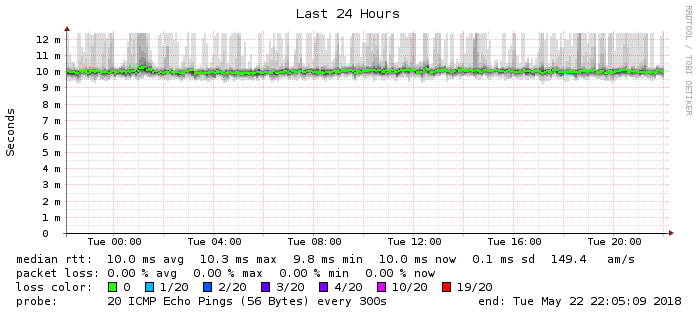 Last 24 Hours
RRDTOOL / TOBI OETIKER
Seconds
12 m
11 m
10 m
9 m
8 m
7 m
6 m
5 m
4 m
3 m
2 m
1 m
0
Tue 00:00 Tue 04:00 Tue 08:00 Tue 12:00 Tue 16:00 Tue 20:00
median rtt: 10.0 ms avg 10.3 ms max 9.8 ms min 10.0 ms now 0.1 ms sd 149.4 am/s
packet loss: 0.00 % avg 0.00 % max 0.00 % min 0.00 % now
loss color: 0 1/20 2/20 3/20 4/20 10/20 19/20
probe: 20 ICMP Echo Pings (56 Bytes) every 300s end: Tue May 22 22:05:09 2018